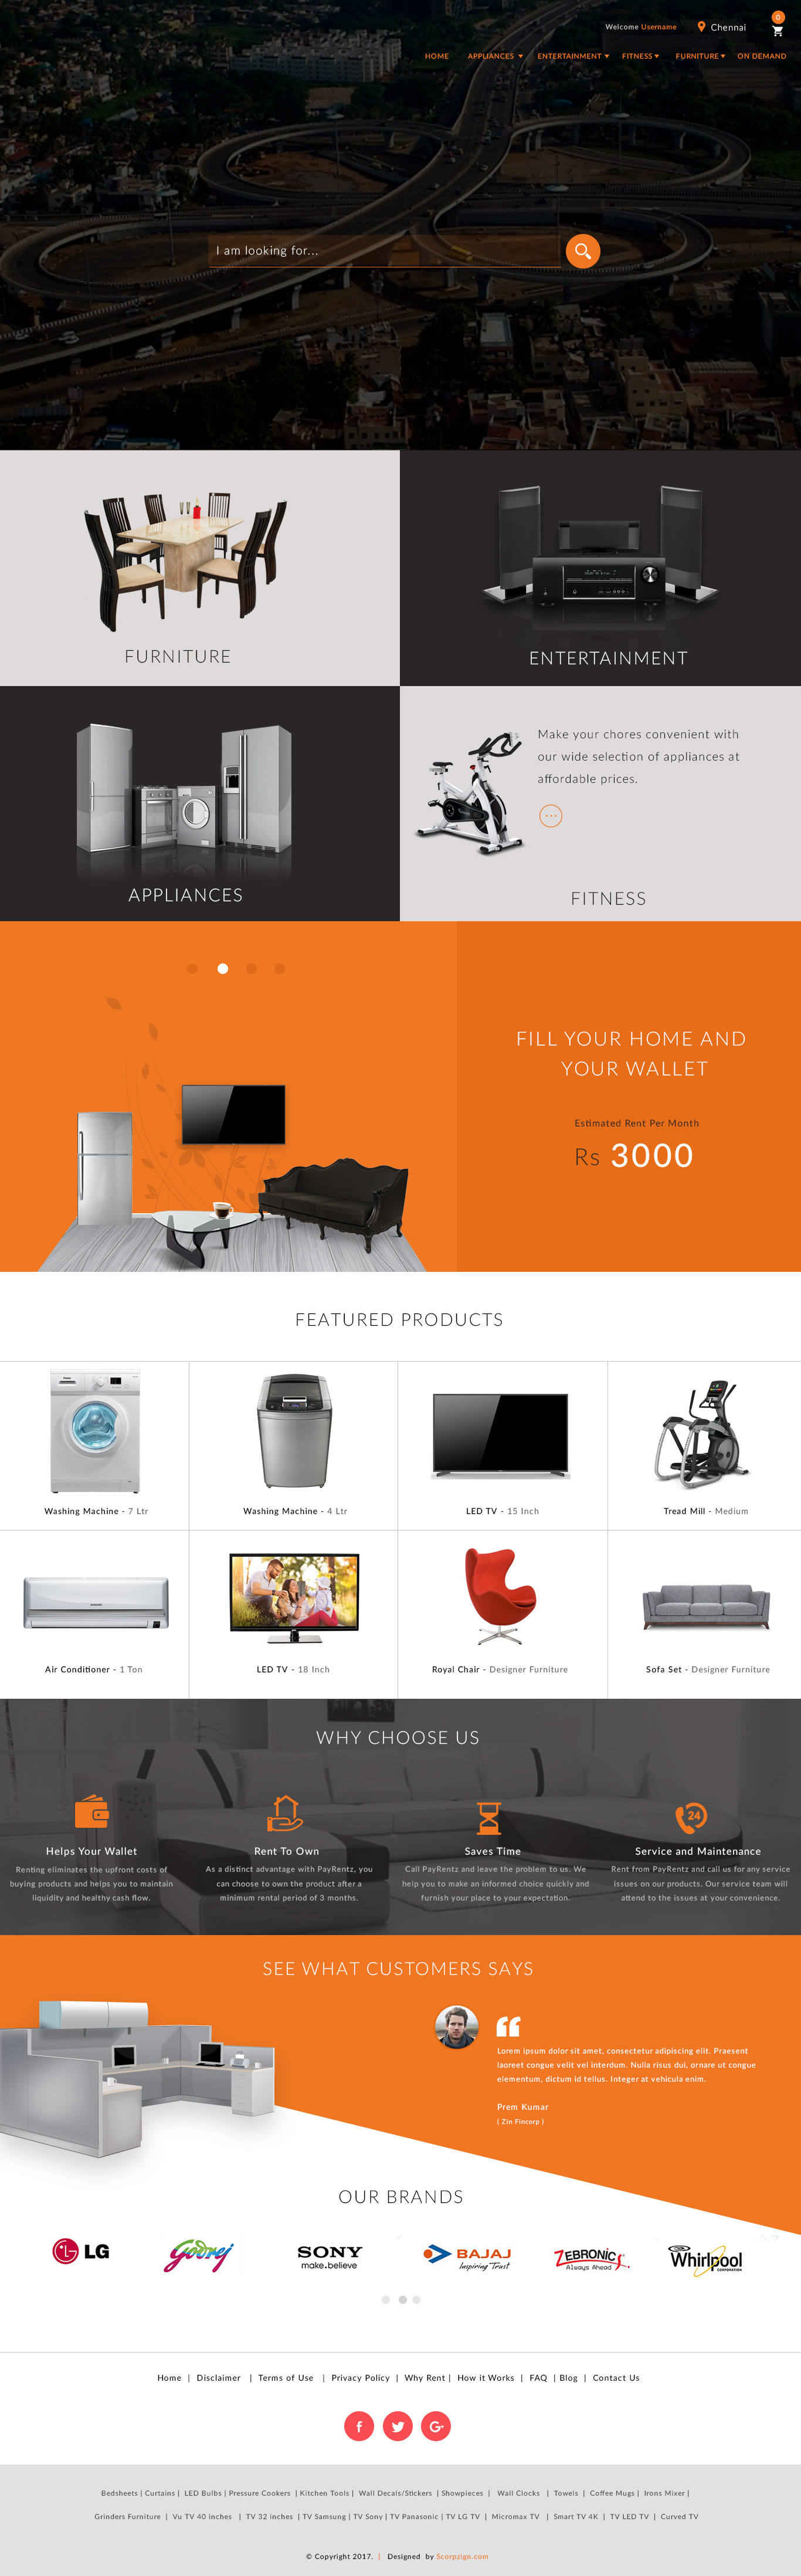 0
Welcome Username Chennai
HOME APPLIANCES ENTERTAINMENT FITNESS FURNITURE ON DEMAND
I am looking for...
FURNITURE
ENTERTAINMENT
APPLIANCES
Make your chores convenient with
our wide selection of appliances at
affordable prices.
FITNESS
FILL YOUR HOME AND
YOUR WALLET
Estimated Rent Per Month
Rs 3000
FEATURED PRODUCTS
Washing Machine - 7 Ltr
Washing Machine - 4 Ltr
LED TV - 15 Inch
Tread Mill - Medium
Air Conditioner - 1 Ton
LED TV - 18 Inch
Royal Chair - Designer Furniture
Sofa Set - Designer Furniture
WHY CHOOSE US
Helps Your Wallet
Renting eliminates the upfront costs of
buying products and helps you to maintain
liquidity and healthy cash flow.
Rent To Own
As a distinct advantage with PayRentz, you
can choose to own the product after a
minimum rental period of 3 months.
Saves Time
Call PayRentz and leave the problem to us. We
help you to make an informed choice quickly and
furnish your place to your expectation.
24
Service and Maintenance
Rent from PayRentz and call us for any service
issues on our products. Our service team will
attend to the issues at your convenience.
SEE WHAT CUSTOMERS SAYS
Lorem ipsum dolor sit amet, consectetur adipiscing elit. Praesent
laoreet congue velit vel interdum. Nulla risus dui, ornare ut congue
elementum, dictum id tellus. Integer at vehicula enim.
Prem Kumar
( Zin Fincorp )
OUR BRANDS
LG
Godrej
SONY
make.believe
BAJAJ
Inspiring Trust
ZEBRONICS
Always Ahead
Whirlpool
CORPORATION
Home | Disclaimer | Terms of Use | Privacy Policy | Why Rent | How it Works | FAQ | Blog | Contact Us
f G+
Bedsheets | Curtains | LED Bulbs | Pressure Cookers | Kitchen Tools | Wall Decals/Stickers | Showpieces | Wall Clocks | Towels | Coffee Mugs | Irons Mixer |
Grinders Furniture | Vu TV 40 inches | TV 32 inches | TV Samsung | TV Sony | TV Panasonic | TV LG TV | Micromax TV | Smart TV 4K | TV LED TV | Curved TV
© Copyright 2017. | Designed by Scorpzign.com